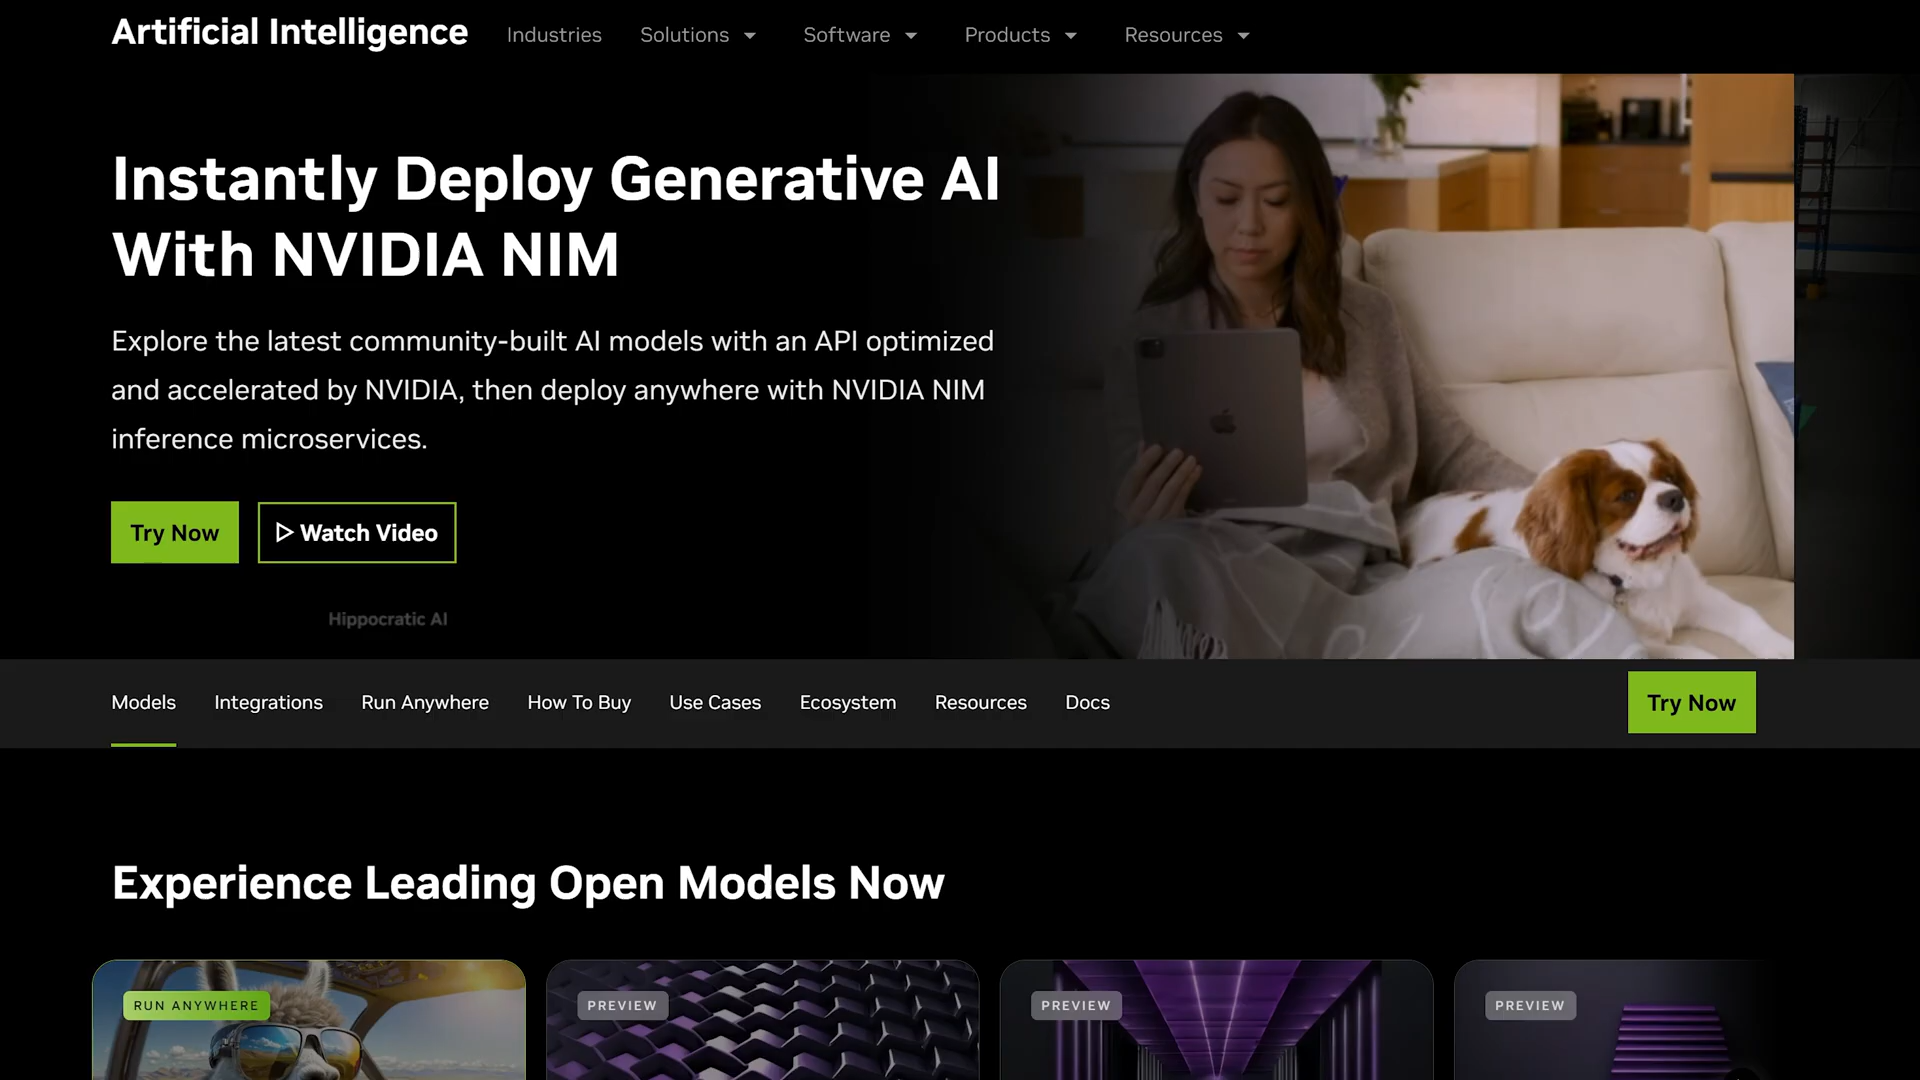 Artificial Intelligence
Industries
Solutions
Software
Products
Resources
Instantly Deploy Generative AI
With NVIDIA NIM
Explore the latest community-built AI models with an API optimized
and accelerated by NVIDIA, then deploy anywhere with NVIDIA NIM
inference microservices.
Try Now
Watch Video
Hippocratic AI
Models
Integrations
Run Anywhere
How To Buy
Use Cases
Ecosystem
Resources
Docs
Try Now
Experience Leading Open Models Now
RUN ANYWHERE
PREVIEW
PREVIEW
PREVIEW